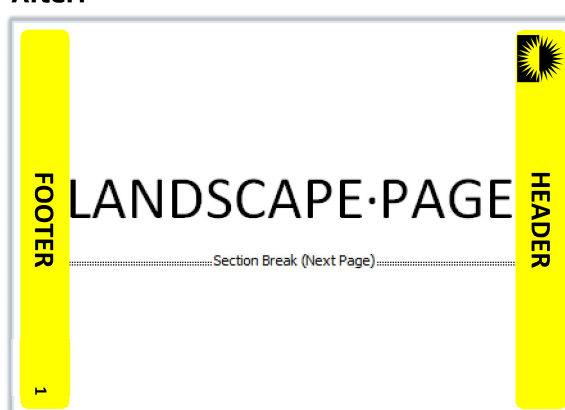 LANDSCAPE·PAGE
Section Break (Next Page)
FOOTER
1
HEADER